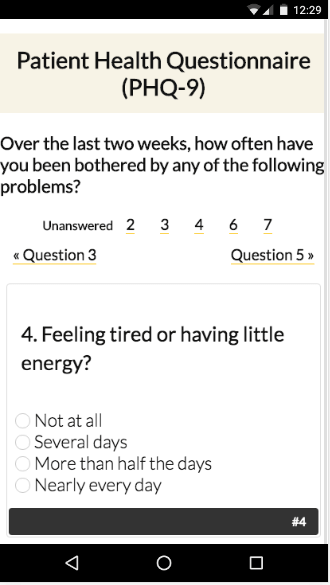 12:29
Patient Health Questionnaire
(PHQ-9)
Over the last two weeks, how often have
you been bothered by any of the following
problems?
Unanswered 2 3 4 6 7
« Question 3 Question 5 »
4. Feeling tired or having little
energy?
Not at all
Several days
More than half the days
Nearly every day
#4